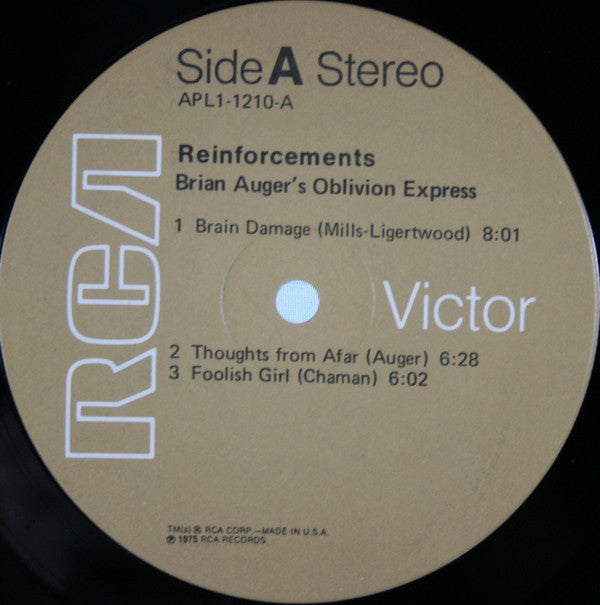 Side A Stereo
APL1-1210-A
Reinforcements
Brian Auger's Oblivion Express
1 Brain Damage (Mills-Ligertwood) 8:01
RCA
Victor
2 Thoughts from Afar (Auger) 6:28
3 Foolish Girl (Chaman) 6:02
TM(s) ® RCA CORP.—MADE IN U.S.A.
℗ 1975 RCA RECORDS